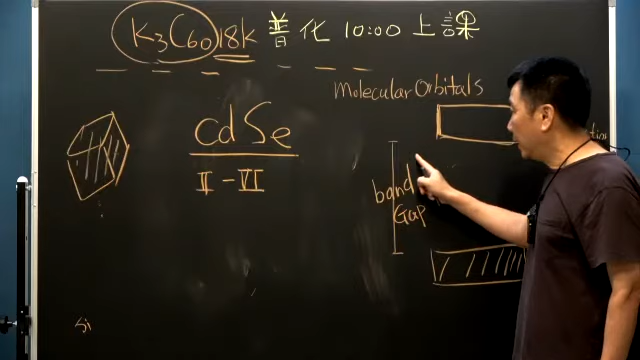 K3C60 18K 普化 10:00 上課
Molecular Orbitals
CdSe
II-VI
band
Gap
Si